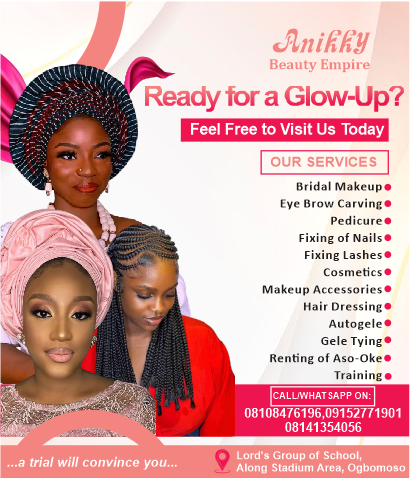 Anikky
Beauty Empire
Ready for a Glow-Up?
Feel Free to Visit Us Today
OUR SERVICES
Bridal Makeup
Eye Brow Carving
Pedicure
Fixing of Nails
Fixing Lashes
Cosmetics
Makeup Accessories
Hair Dressing
Autogele
Gele Tying
Renting of Aso-Oke
Training
CALL/WHATSAPP ON:
08108476196,09152771901
08141354056
...a trial will convince you...
Lord's Group of School,
Along Stadium Area, Ogbomoso